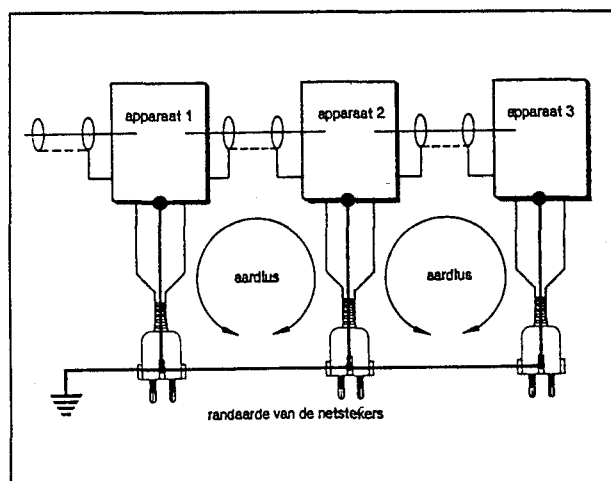 apparaat 1
apparaat 2
apparaat 3
aardlus
aardlus
randaarde van de netstekers